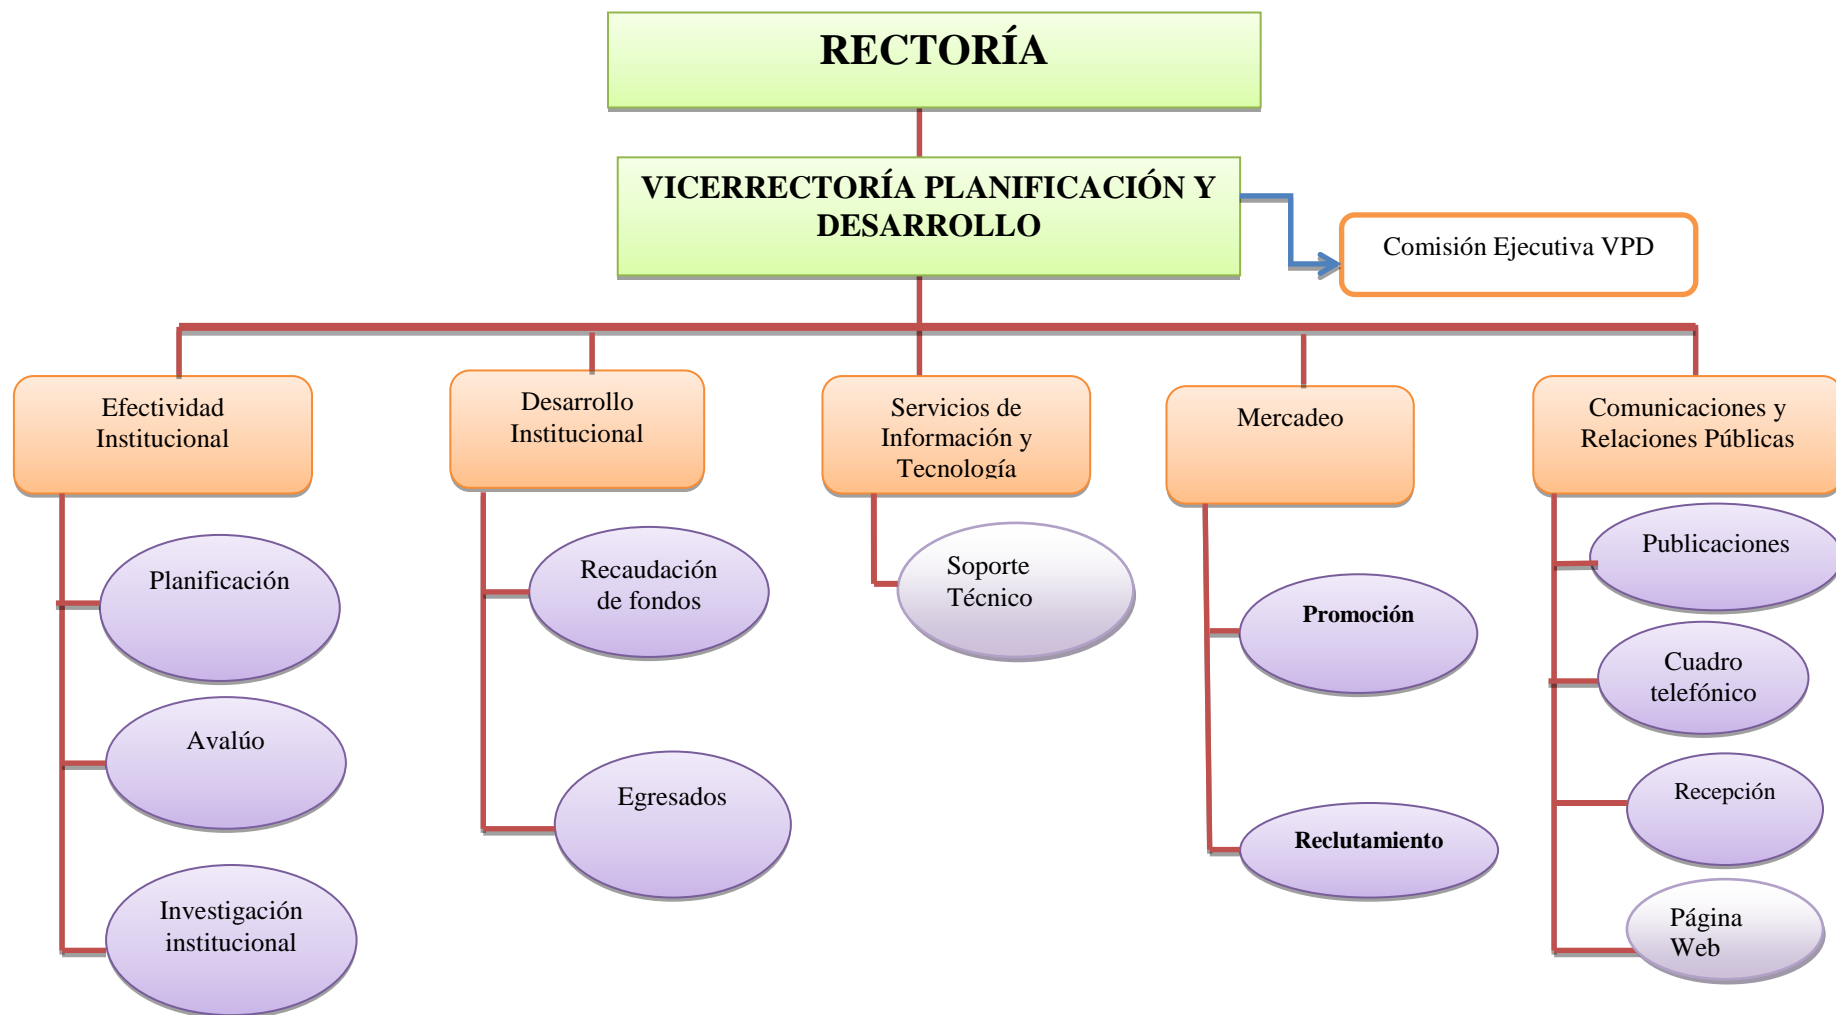 RECTORÍA
VICERRECTORÍA PLANIFICACIÓN Y
DESARROLLO
Comisión Ejecutiva VPD
Efectividad
Institucional
Planificación
Avalúo
Investigación
institucional
Desarrollo
Institucional
Recaudación
de fondos
Egresados
Servicios de
Información y
Tecnología
Soporte
Técnico
Mercadeo
Promoción
Reclutamiento
Comunicaciones y
Relaciones Públicas
Publicaciones
Cuadro
telefónico
Recepción
Página
Web